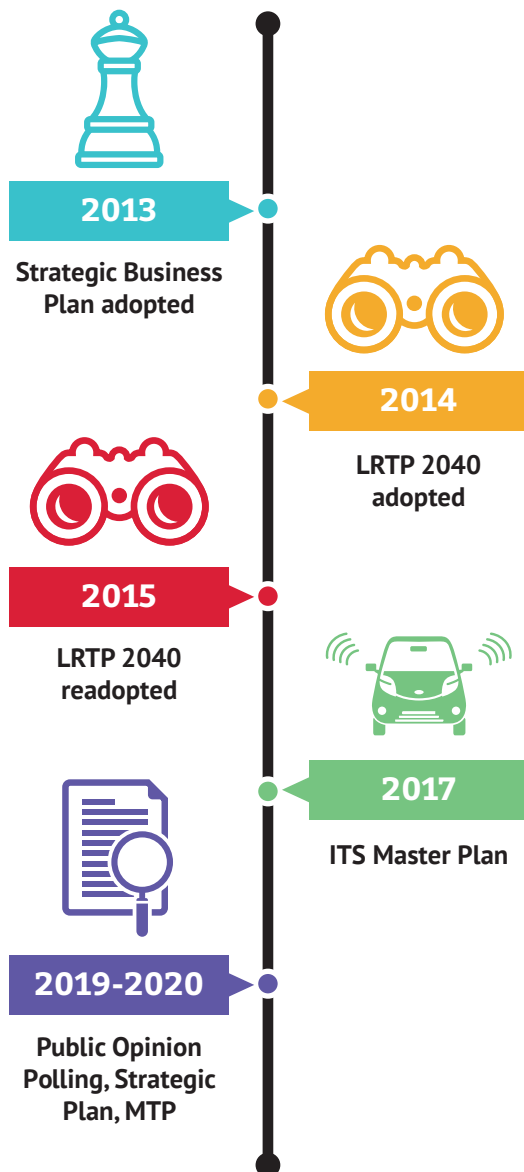 2013
Strategic Business
Plan adopted
2014
LRTP 2040
adopted
2015
LRTP 2040
readopted
2017
ITS Master Plan
2019-2020
Public Opinion
Polling, Strategic
Plan, MTP